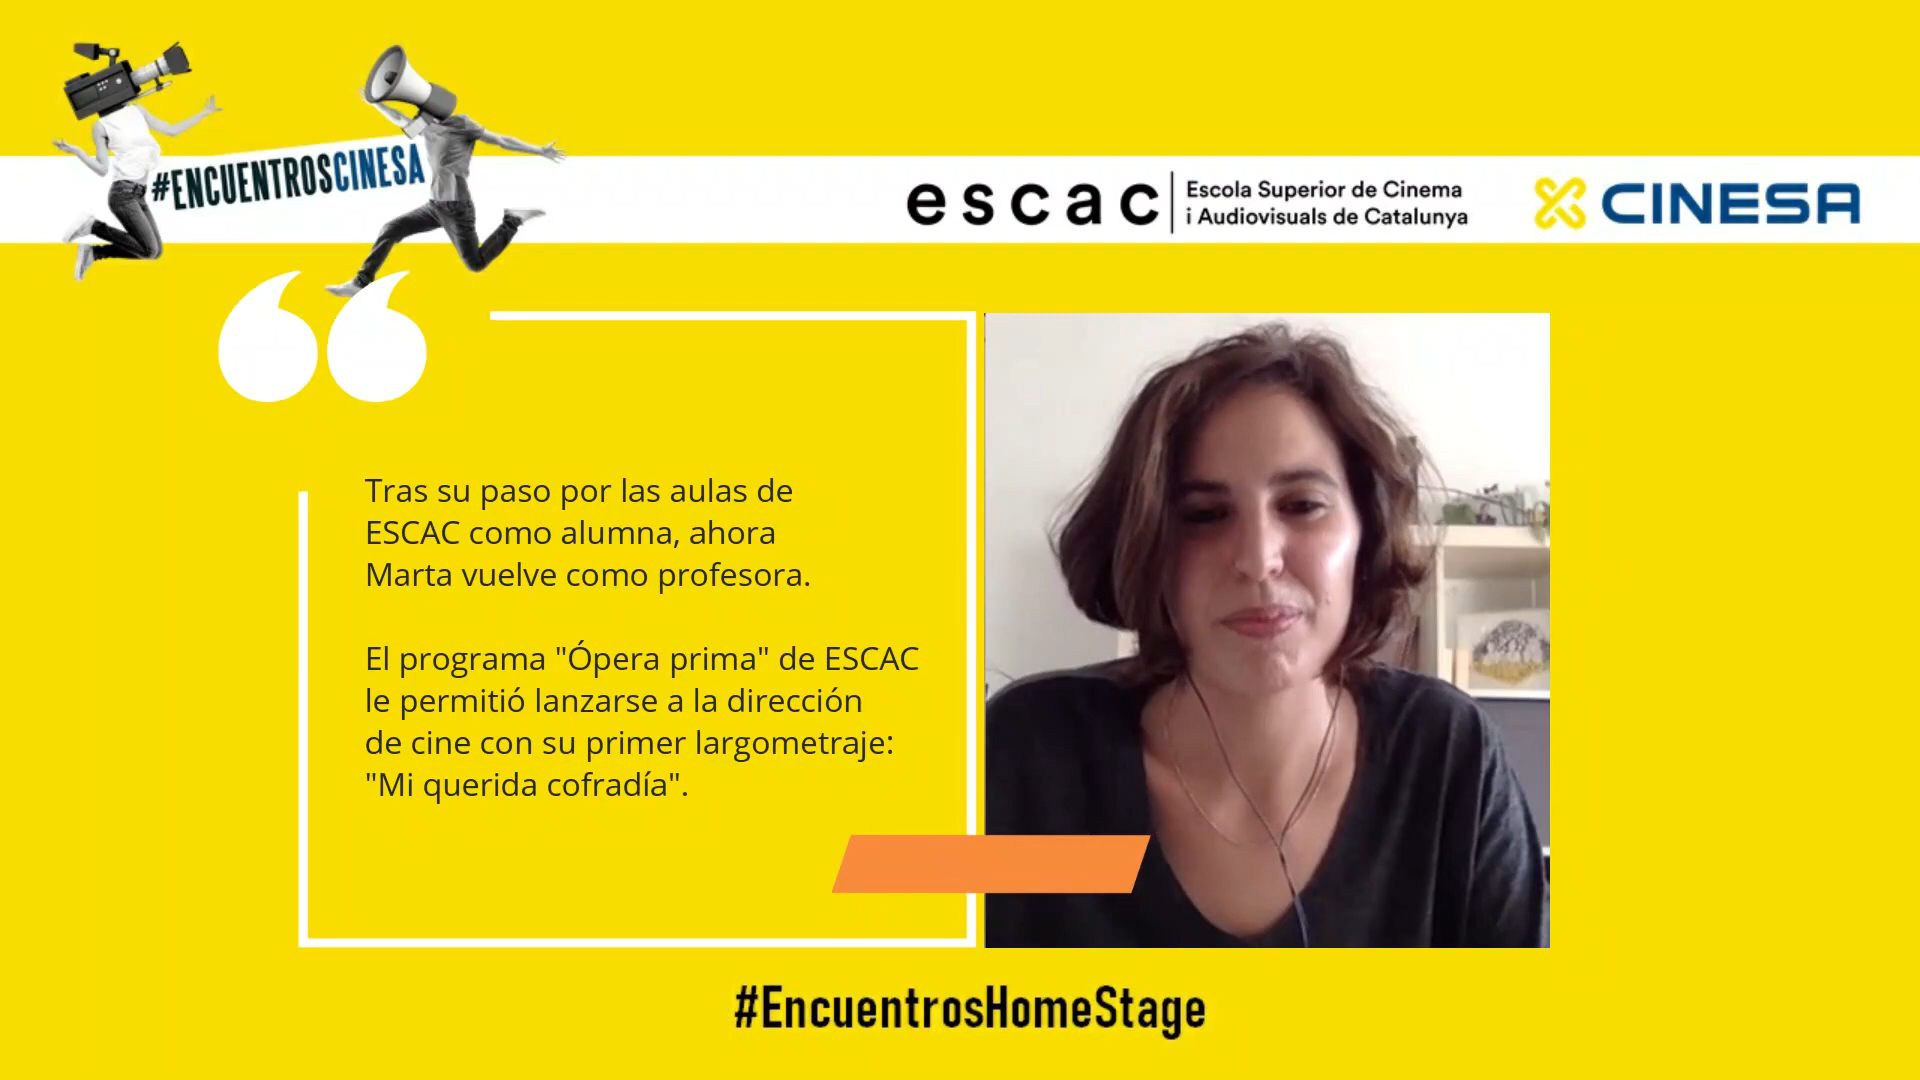 #ENCUENTROSCINESA
escac
Escola Superior de Cinema
i Audiovisuals de Catalunya
CINESA
Tras su paso por las aulas de
ESCAC como alumna, ahora
Marta vuelve como profesora.
El programa "Ópera prima" de ESCAC
le permitió lanzarse a la dirección
de cine con su primer largometraje:
"Mi querida cofradía".
#EncuentrosHomeStage